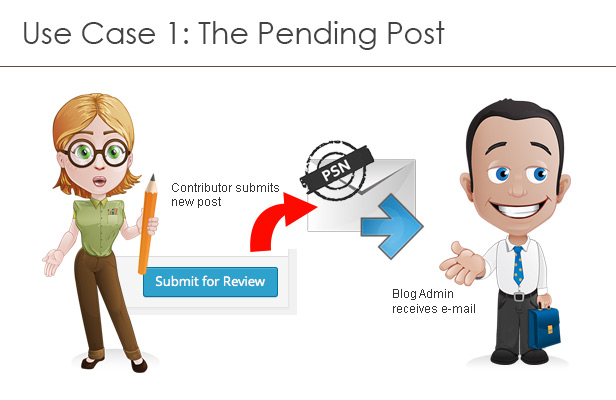 Use Case 1: The Pending Post
Contributor submits
new post
PSN
Submit for Review
Blog Admin
receives e-mail